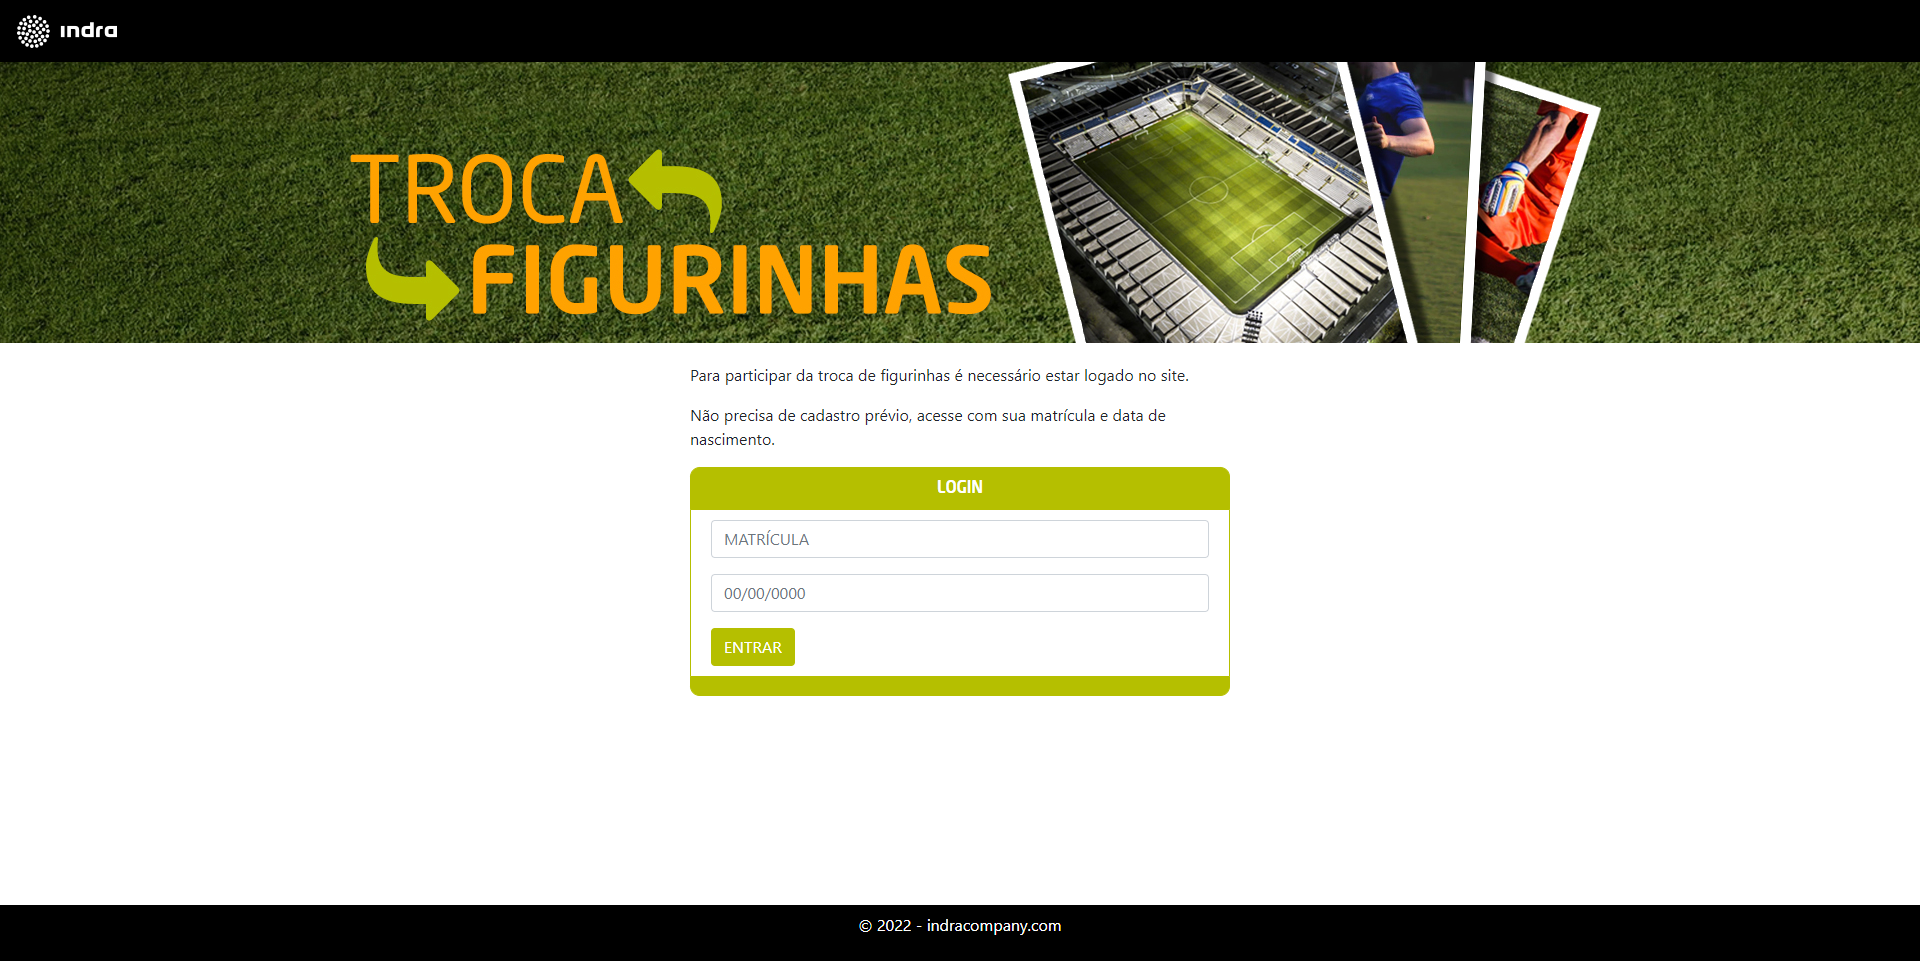 indra
TROCA
FIGURINHAS
Para participar da troca de figurinhas é necessário estar logado no site.
Não precisa de cadastro prévio, acesse com sua matrícula e data de
nascimento.
LOGIN
MATRÍCULA
00/00/0000
ENTRAR
© 2022 - indracompany.com